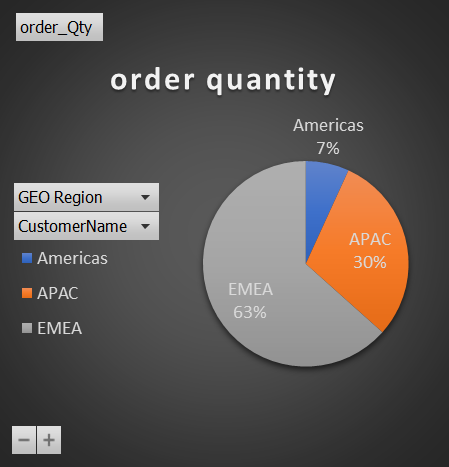 order_Qty
order quantity
Americas
7%
APAC
30%
EMEA
63%
GEO Region
CustomerName
Americas
APAC
EMEA